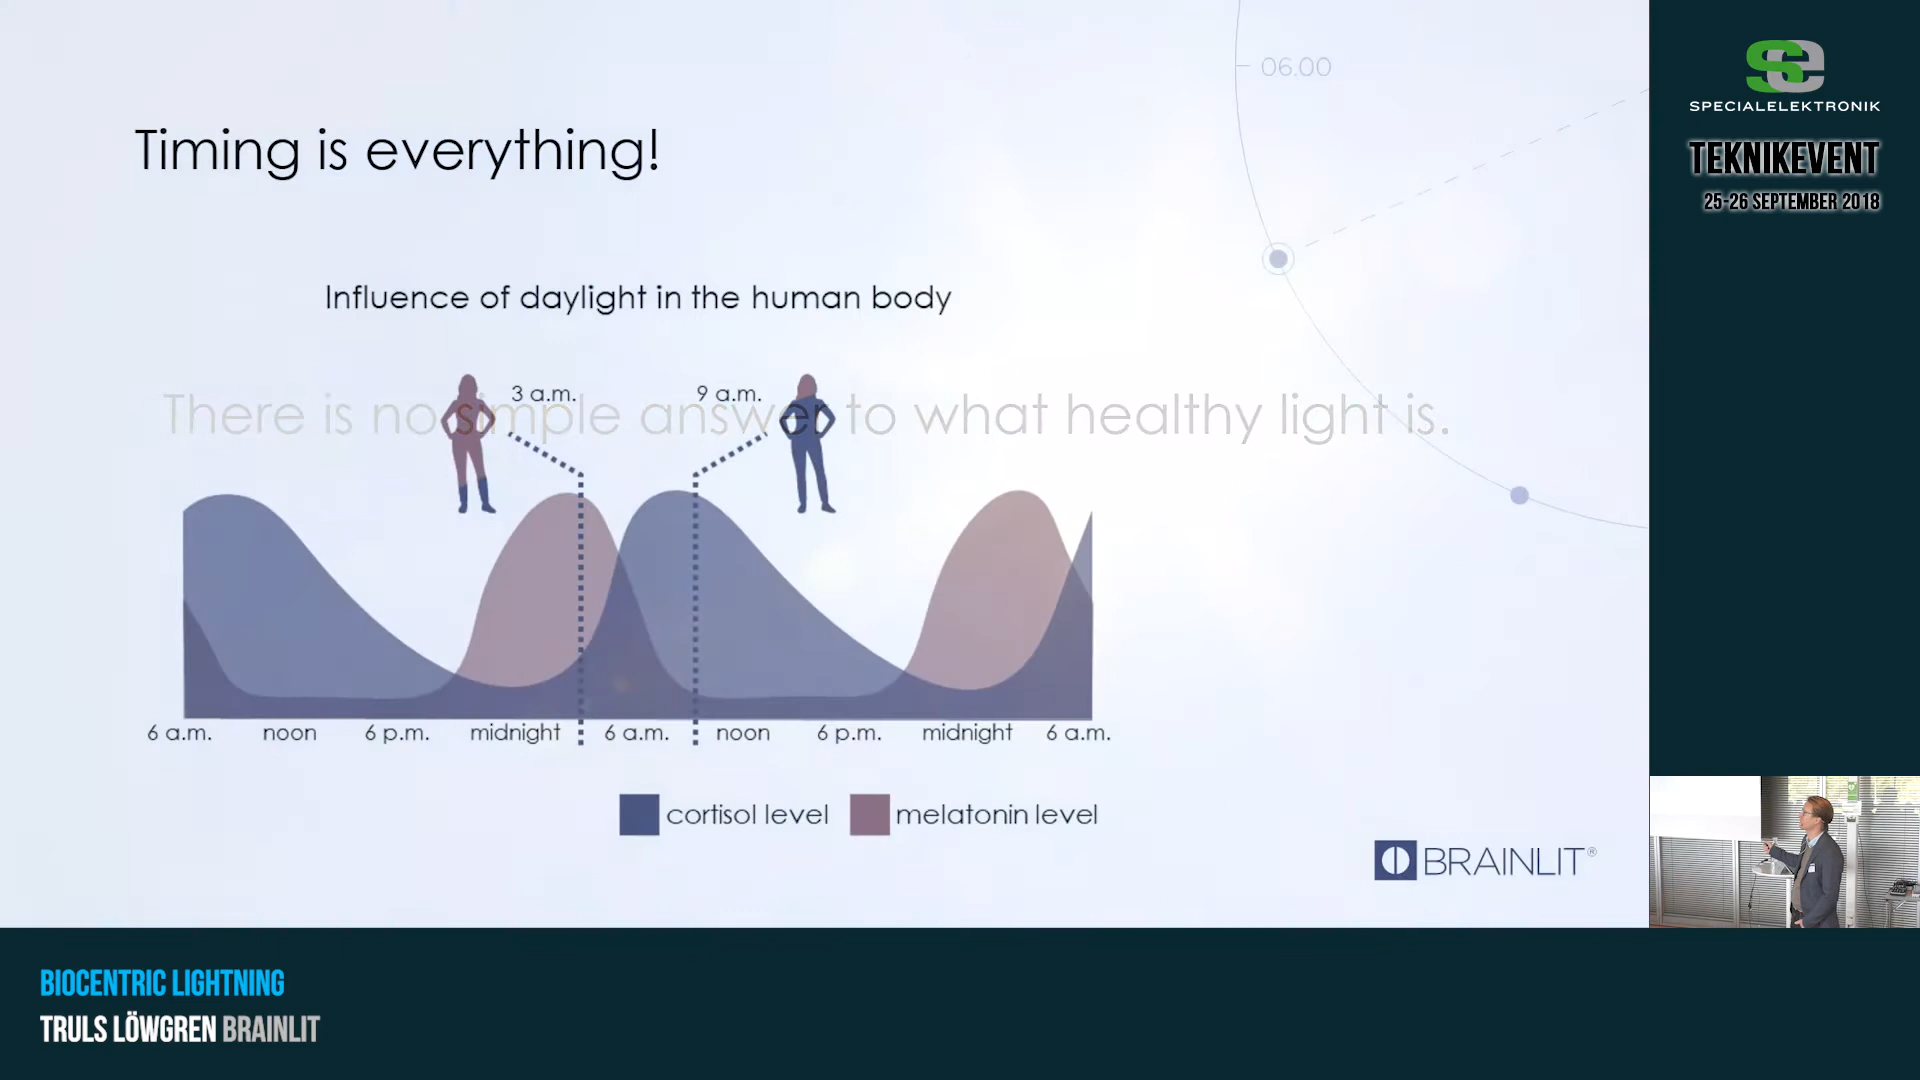 06.00
Timing is everything!
Influence of daylight in the human body
3 a.m.
9 a.m.
There is no simple answer to what healthy light is.
6 a.m. noon 6 p.m. midnight 6 a.m. noon 6 p.m. midnight 6 a.m.
cortisol level melatonin level
BRAINLIT®
se
SPECIALELEKTRONIK
TEKNIKEVENT
25-26 SEPTEMBER 2018
BIOCENTRIC LIGHTNING
TRULS LÖWGREN BRAINLIT